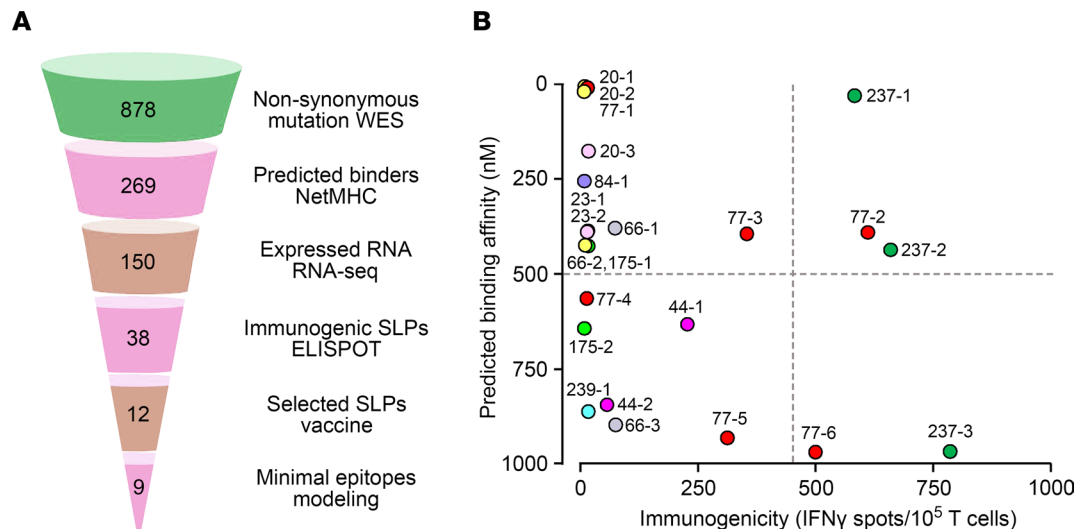 A
878
Non-synonymous
mutation WES
269
Predicted binders
NetMHC
150
Expressed RNA
RNA-seq
38
Immunogenic SLPs
ELISPOT
12
Selected SLPs
vaccine
9
Minimal epitopes
modeling
B
Predicted binding affinity (nM)
0
250
500
750
1000
20-1
20-2
77-1
237-1
20-3
84-1
23-1
23-2
66-1
77-3
77-2
237-2
66-2,175-1
77-4
44-1
175-2
239-1
44-2
66-3
77-5
77-6
237-3
0
250
500
750
1000
Immunogenicity (IFNγ spots/10⁵ T cells)